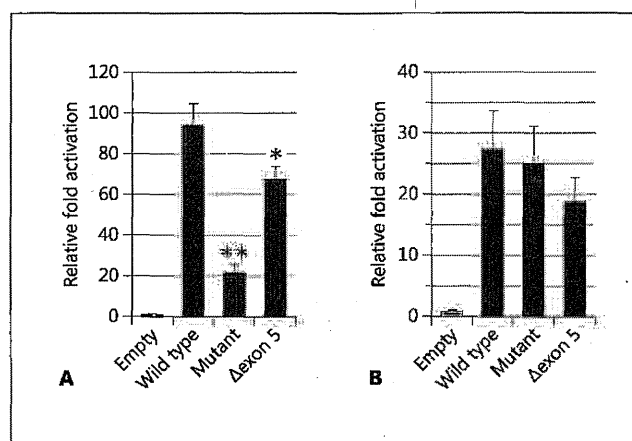 Relative fold activation
120
100
80
60
40
20
0
**
*
Empty
Wild type
Mutant
Δexon 5
A
Relative fold activation
40
30
20
10
0
Empty
Wild type
Mutant
Δexon 5
B